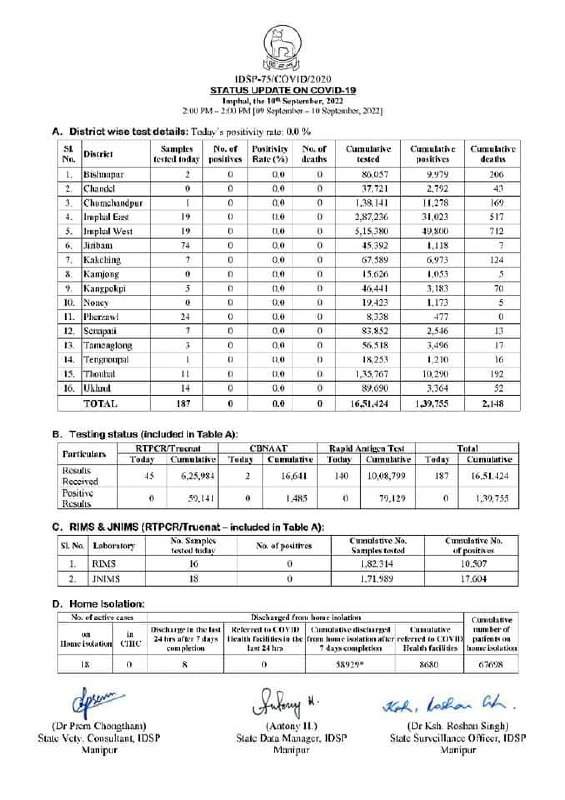 IDSP-75/COVID/2020
STATUS UPDATE ON COVID-19
Imphal, the 10th September, 2022
2:00 PM – 2:00 PM [09 September – 10 September, 2022]
A. District wise test details: Today's positivity rate: 0.0 %
Sl. No. District Samples tested today No. of positives Positivity Rate (%) No. of deaths Cumulative tested Cumulative positives Cumulative deaths
1. Bishnupur 2 0 0.0 0 86,057 9,979 206
2. Chandel 0 0 0.0 0 37,721 2,792 43
3. Churachandpur 1 0 0.0 0 1,38,141 11,278 169
4. Imphal East 19 0 0.0 0 2,87,236 31,023 517
5. Imphal West 19 0 0.0 0 5,15,380 49,800 712
6. Jiribam 74 0 0.0 0 45,392 1,118 7
7. Kakching 7 0 0.0 0 67,589 6,973 124
8. Kamjong 0 0 0.0 0 15,626 1,053 5
9. Kangpokpi 5 0 0.0 0 46,441 3,183 70
10. Noney 0 0 0.0 0 19,423 1,173 5
11. Pherzawl 24 0 0.0 0 8,338 477 0
12. Senapati 7 0 0.0 0 83,852 2,546 13
13. Tamenglong 3 0 0.0 0 56,518 3,496 17
14. Tengnoupal 1 0 0.0 0 18,253 1,210 16
15. Thoubal 11 0 0.0 0 1,35,767 10,290 192
16. Ukhrul 14 0 0.0 0 89,690 3,364 52
TOTAL 187 0 0.0 0 16,51,424 1,39,755 2,148
B. Testing status (included in Table A):
Particulars RTPCR/Truenat CBNAAT Rapid Antigen Test Total
Today Cumulative Today Cumulative Today Cumulative Today Cumulative
Results Received 45 6,25,984 2 16,641 140 10,08,799 187 16,51,424
Positive Results 0 59,141 0 1,485 0 79,129 0 1,39,755
C. RIMS & JNIMS (RTPCR/Truenat – included in Table A):
Sl. No. Laboratory No. Samples tested today No. of positives Cumulative No. Samples tested Cumulative No. of positives
1. RIMS 16 0 1,82,314 10,507
2. JNIMS 18 0 1,71,989 17,604
D. Home Isolation:
No. of active cases Discharged from home isolation Cumulative number of patients on home isolation
on Home isolation in CHC Discharge in the last 24 hrs after 7 days completion Referred to COVID Health facilities in the last 24 hrs Cumulative discharged from home isolation after 7 days completion Cumulative referred to COVID Health facilities
18 0 8 0 58929* 8680 67698
Antony H.
Ksh. Roshan
(Dr Prem Chongtham) (Antony H.) (Dr Ksh. Roshan Singh)
State Vety. Consultant, IDSP State Data Manager, IDSP State Surveillance Officer, IDSP
Manipur Manipur Manipur